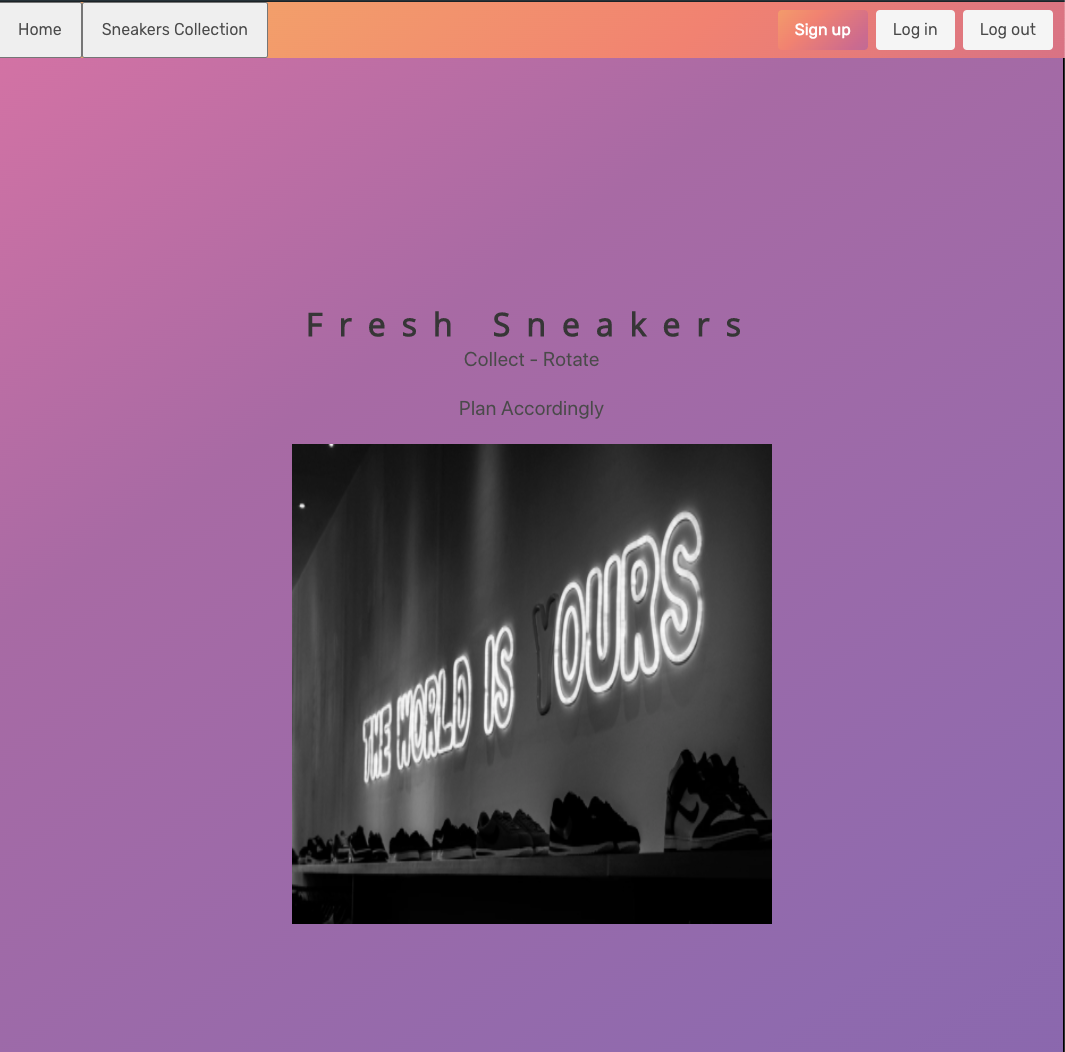 Home
Sneakers Collection
Sign up
Log in
Log out
Fresh Sneakers
Collect - Rotate
Plan Accordingly
THE WORLD IS YOURS